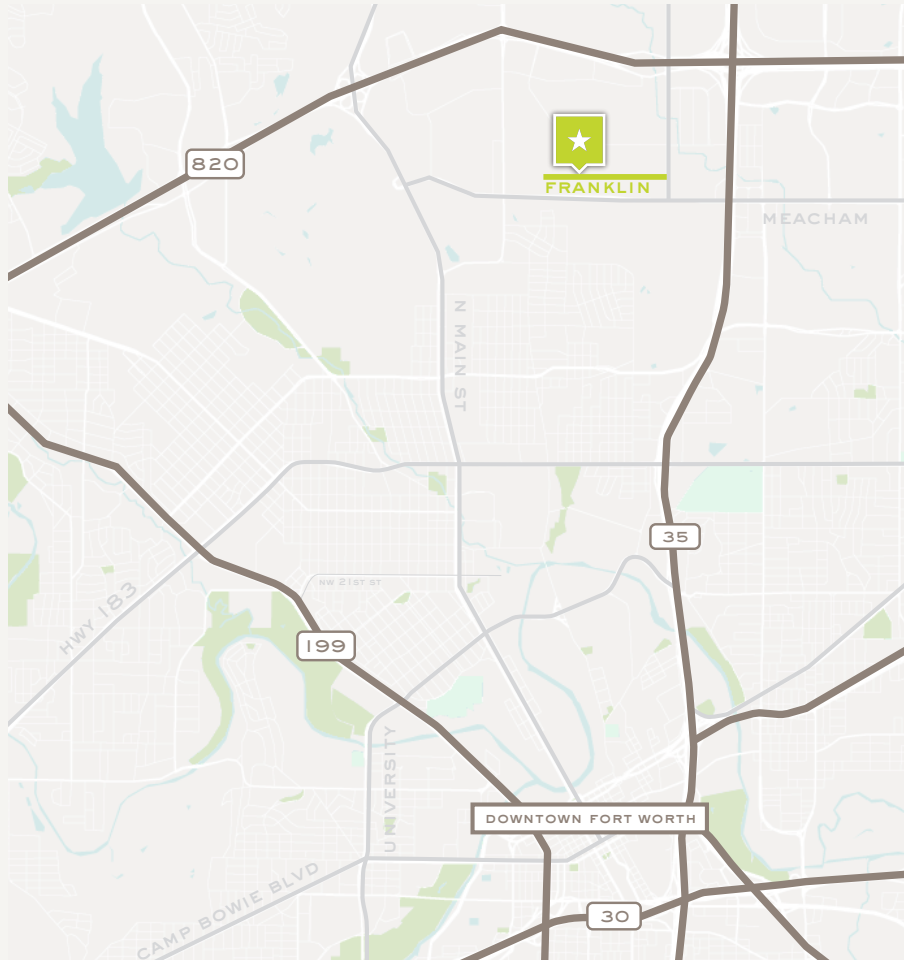 820
FRANKLIN
MEACHAM
N MAIN ST
35
NW 21ST ST
HWY 183
199
UNIVERSITY
DOWNTOWN FORT WORTH
CAMP BOWIE BLVD
30